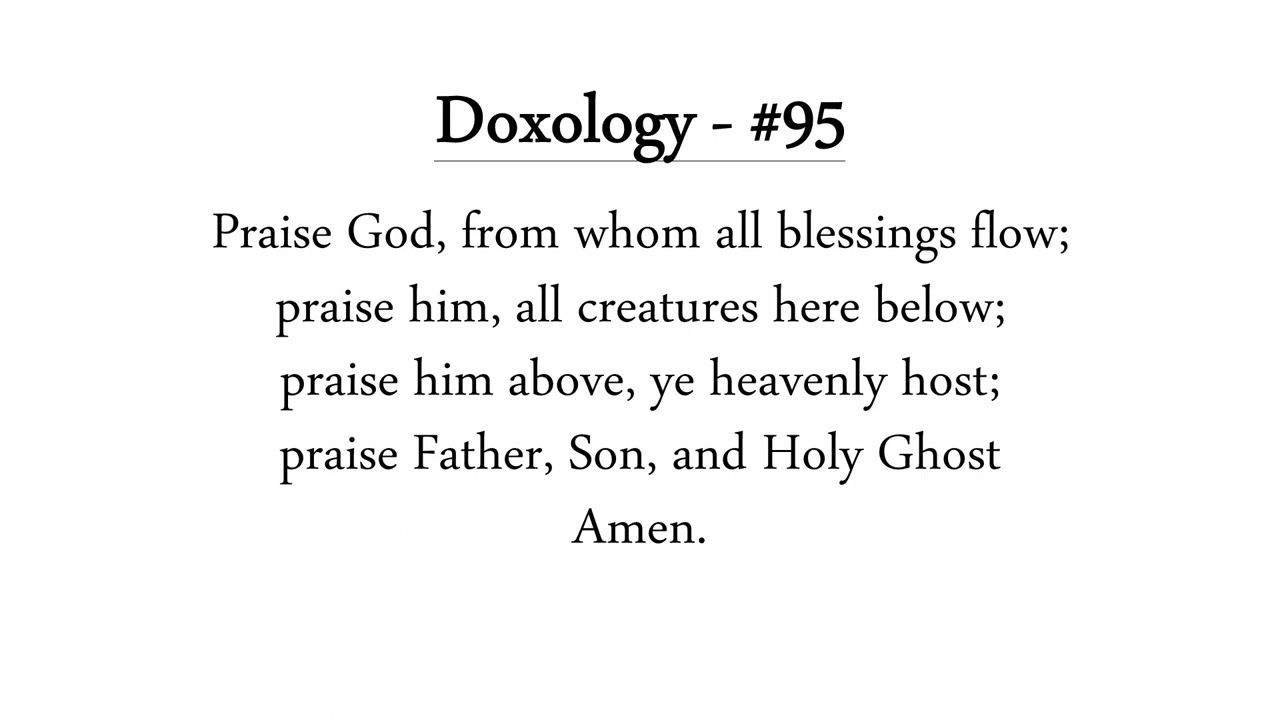 Doxology - #95
Praise God, from whom all blessings flow;
praise him, all creatures here below;
praise him above, ye heavenly host;
praise Father, Son, and Holy Ghost
Amen.